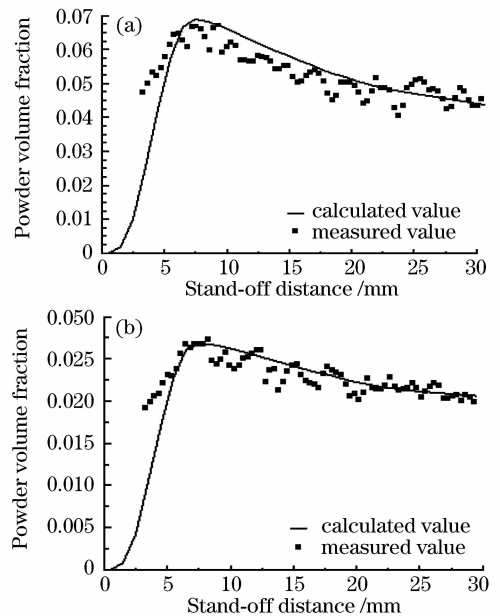 (a)
0.07
0.06
0.05
0.04
0.03
0.02
0.01
0
Powder volume fraction
calculated value
measured value
0 5 10 15 20 25 30
Stand-off distance /mm
(b)
0.050
0.025
0.020
0.015
0.010
0.005
0
Powder volume fraction
calculated value
measured value
0 5 10 15 20 25 30
Stand-off distance /mm